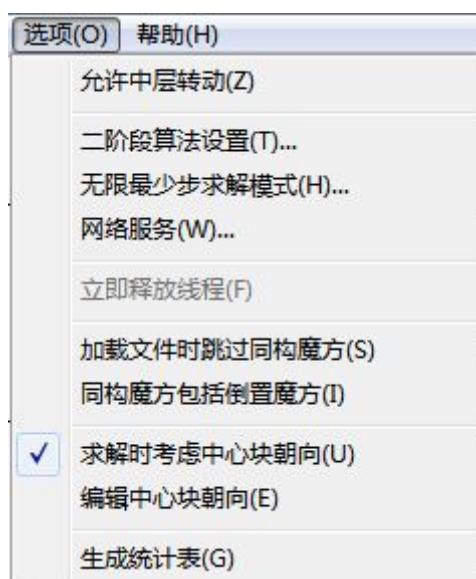 选项(O) 帮助(H)
允许中层转动(Z)
二阶段算法设置(T)...
无限最少步求解模式(H)...
网络服务(W)...
立即释放线程(F)
加载文件时跳过同构魔方(S)
同构魔方包括倒置魔方(I)
求解时考虑中心块朝向(U)
编辑中心块朝向(E)
生成统计表(G)